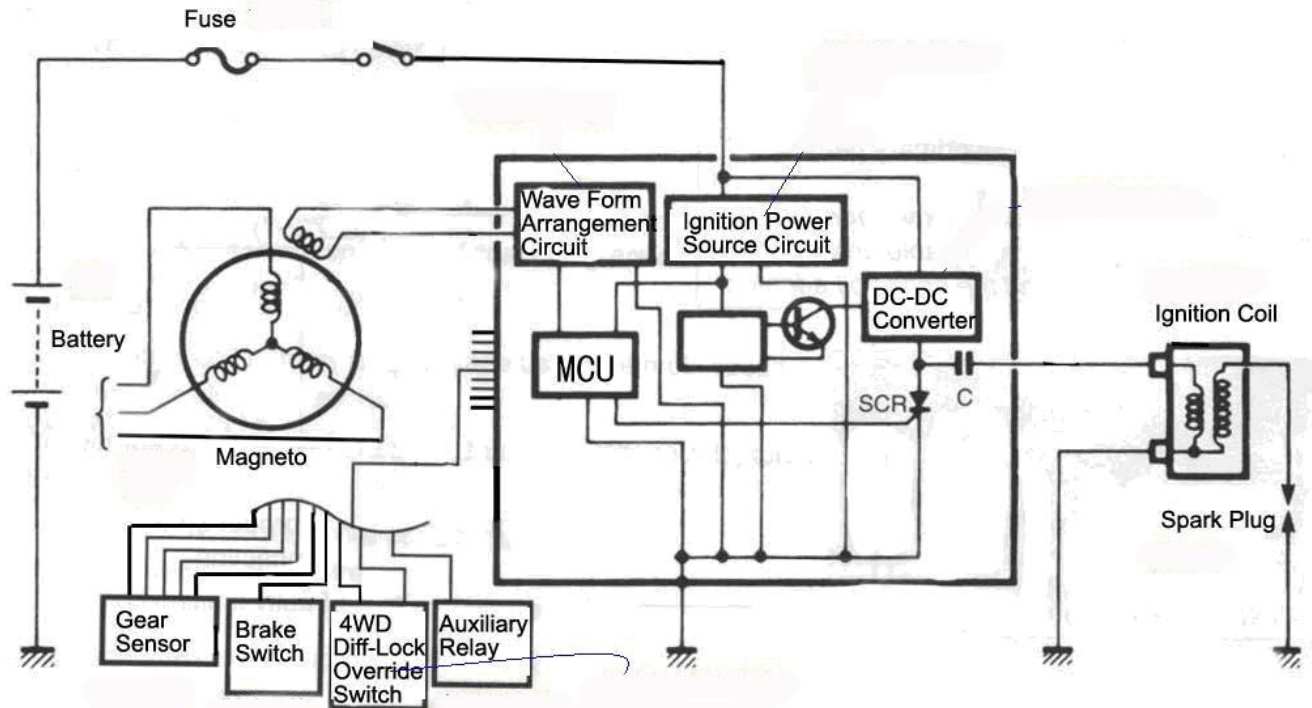 Fuse
Wave Form
Arrangement
Circuit
Ignition Power
Source Circuit
DC-DC
Converter
Ignition Coil
Battery
MCU
SCR
C
Magneto
Spark Plug
Gear
Sensor
Brake
Switch
4WD
Diff-Lock
Override
Switch
Auxiliary
Relay